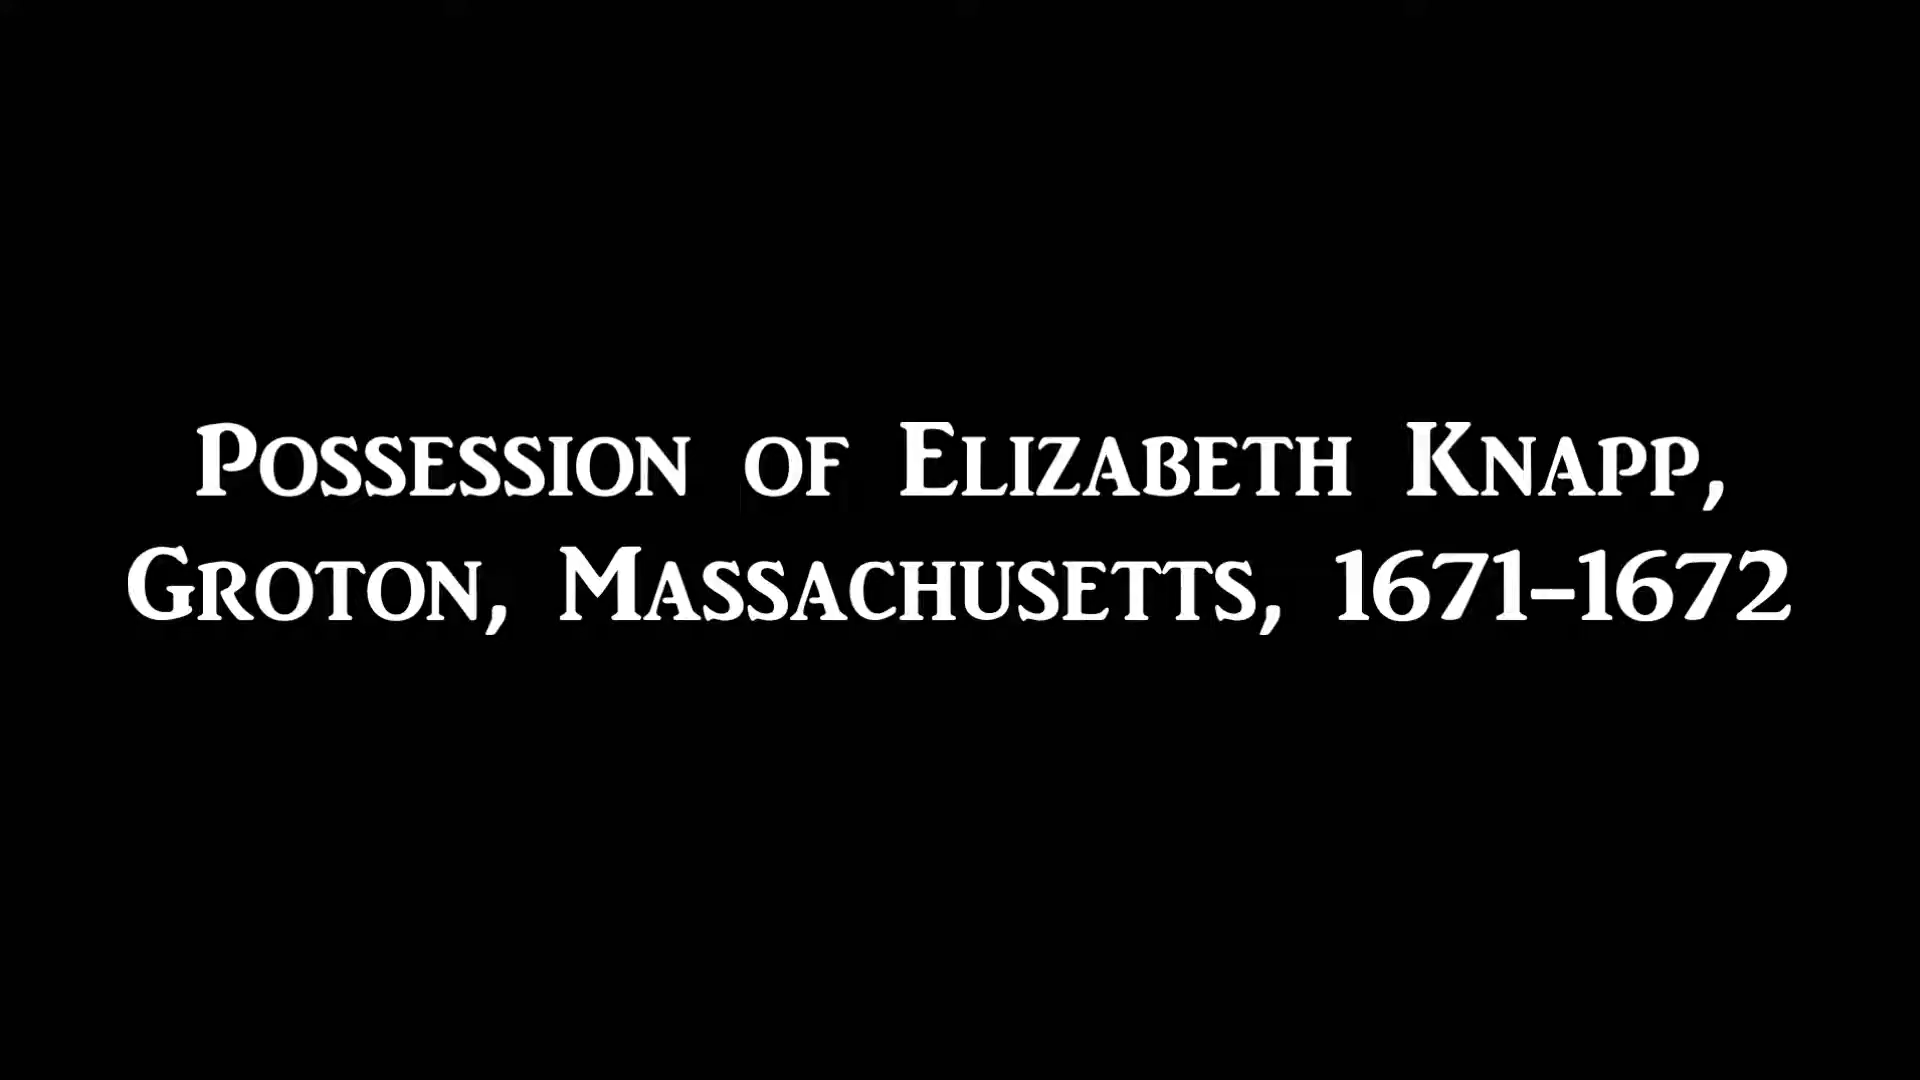 Possession of Elizabeth Knapp,
Groton, Massachusetts, 1671–1672